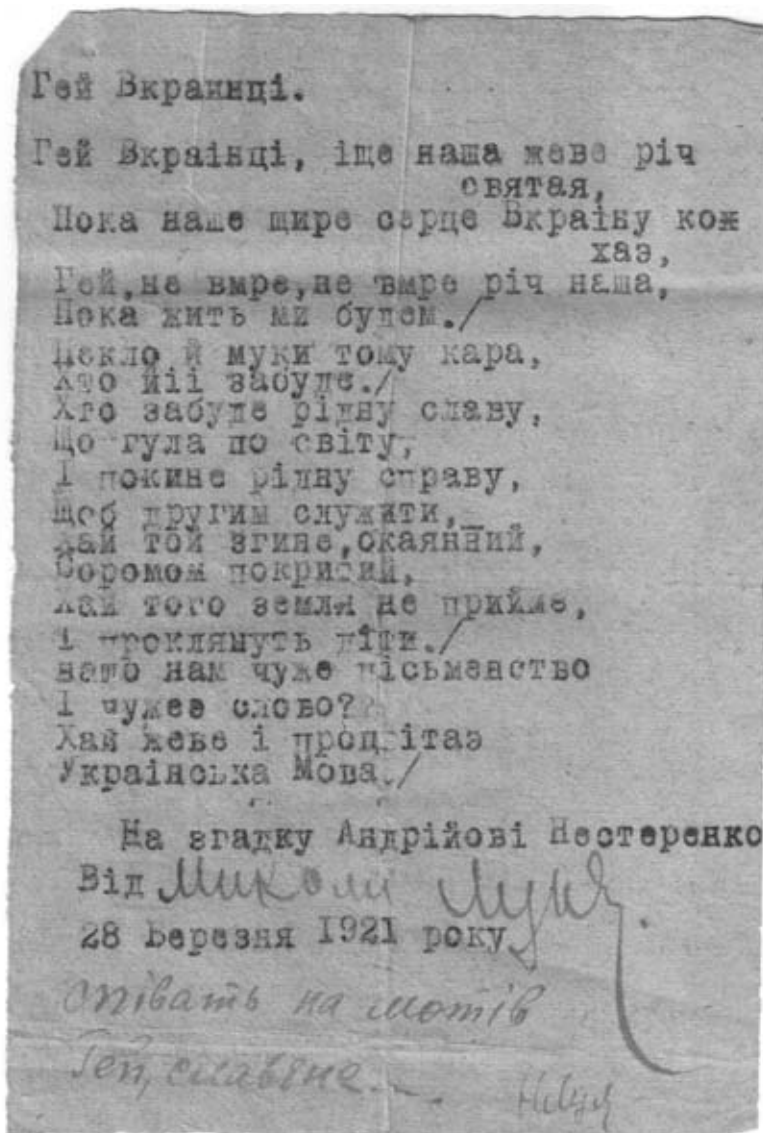 Гей Вкраинці.
Гей Вкраінці, іще наша жеве річ
святая,
Пока наше щире серце Вкраіну кож
хаэ,
Гей,не вмре,не вмре річ наша,
Пока жить ми будем./
Пекло й муки тому кара,
Хто йіі забуде./
Хто забуде рідну славу,
Що гула по світу,
І покине рідну справу,
Щоб другим служити,
Хай той згине,окаянний,
Соромом покритий,
Хай того земля не прийме,
І проклянуть діти./
Нащо нам чуже пісьменство
І чужее слово?
Хай жеве і процвітаэ
Украінська Мова./
На згадку Андрійові Нестеренко
Від Миколи
28 Березня 1921 року
співать на мотів
Гей, славяне...